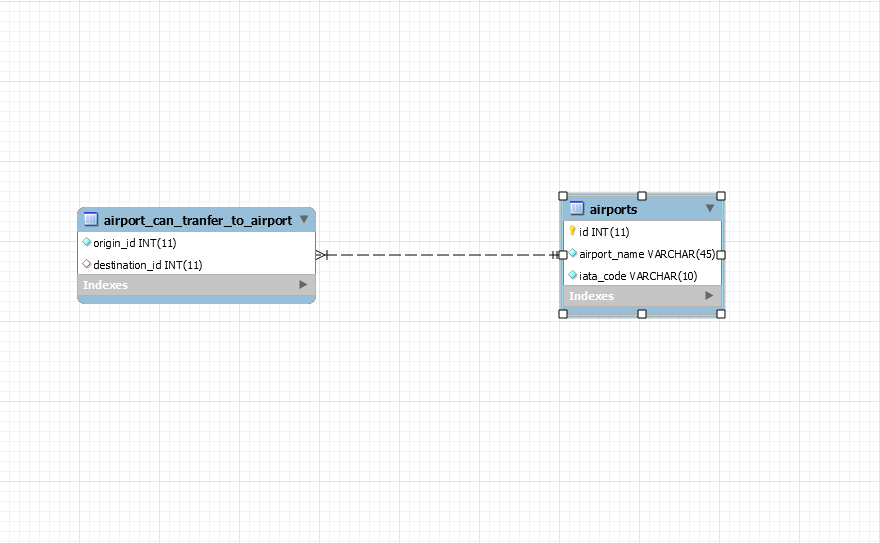 airport_can_tranfer_to_airport
origin_id INT(11)
destination_id INT(11)
Indexes
airports
id INT(11)
airport_name VARCHAR(45)
iata_code VARCHAR(10)
Indexes